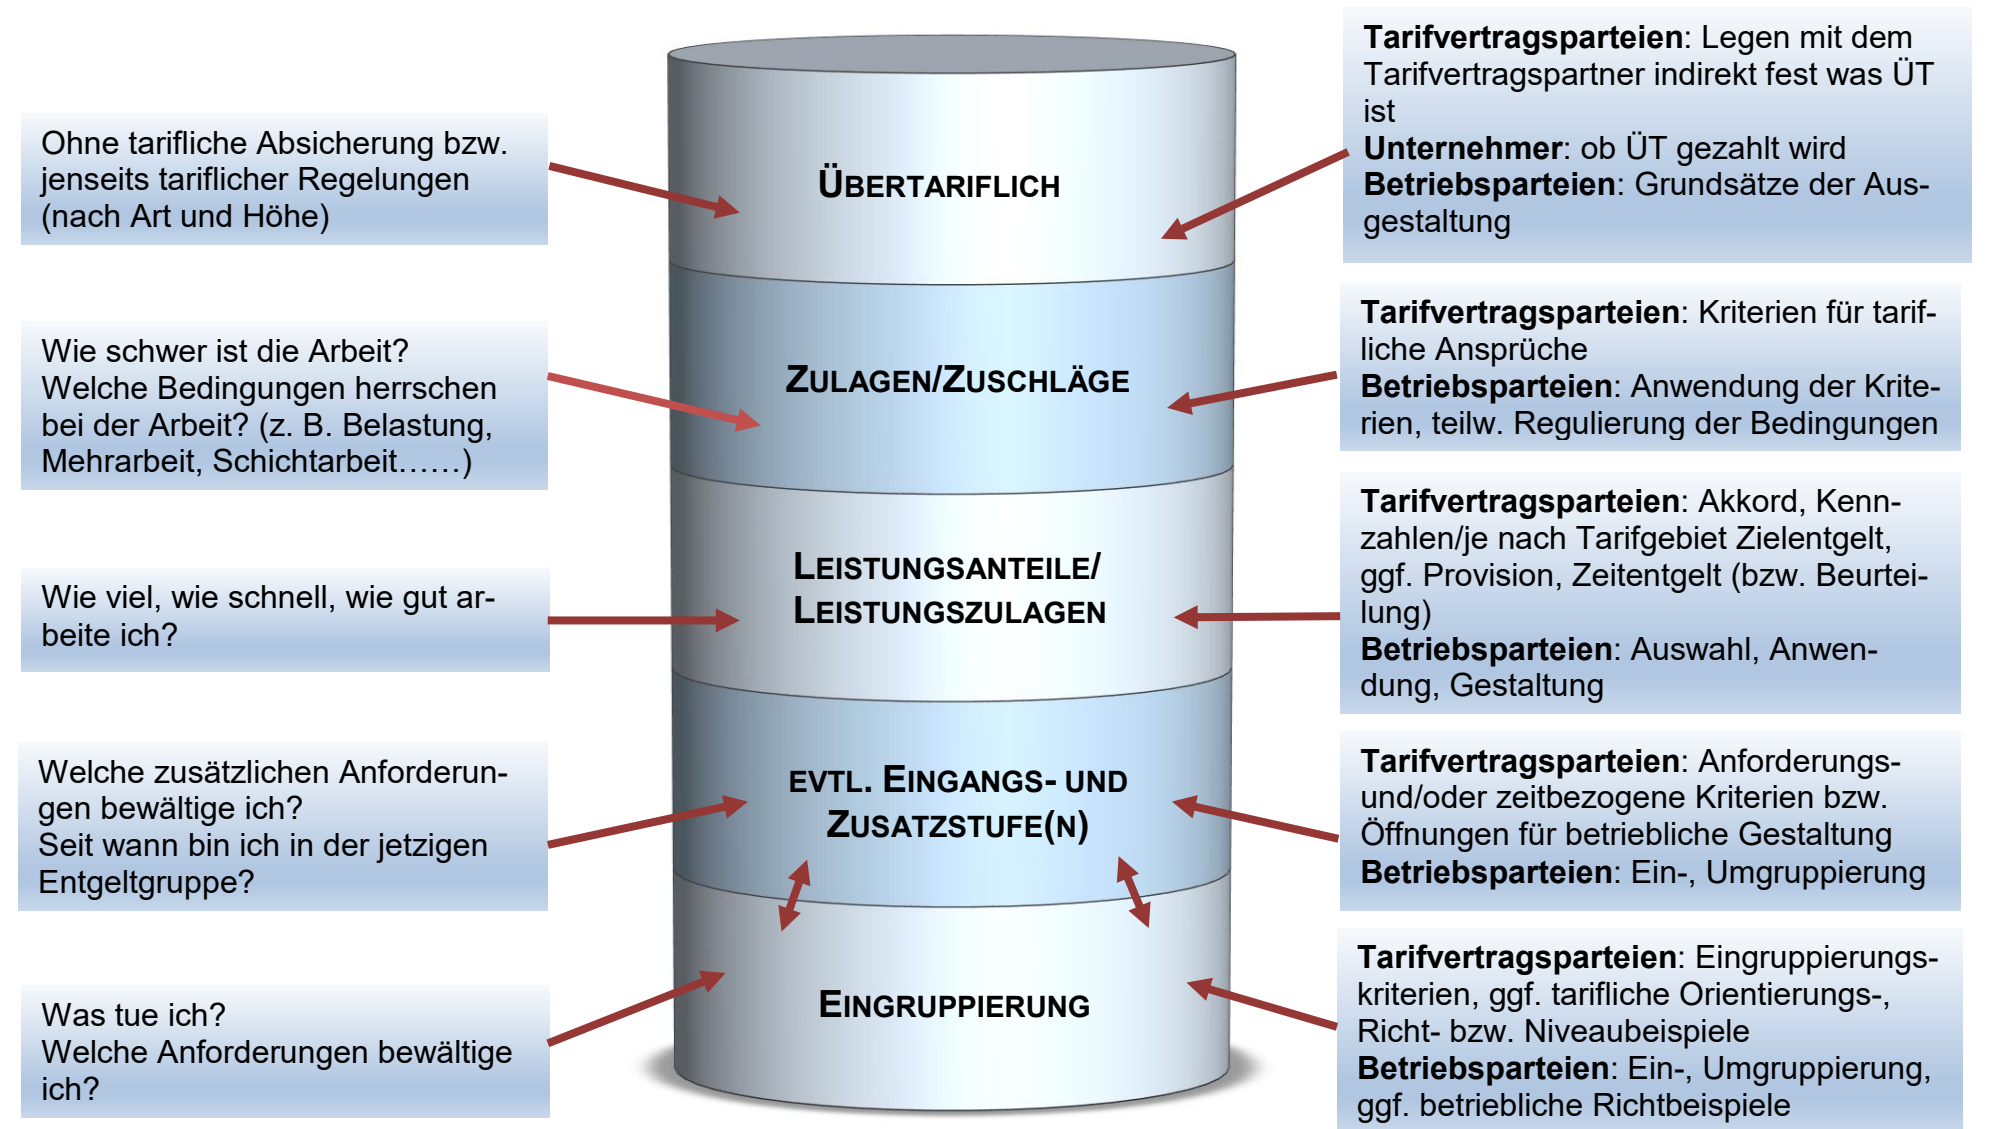 Ohne tarifliche Absicherung bzw.
jenseits tariflicher Regelungen
(nach Art und Höhe)
ÜBERTARIFLICH
Tarifvertragsparteien: Legen mit dem
Tarifvertragspartner indirekt fest was ÜT
ist
Unternehmer: ob ÜT gezahlt wird
Betriebsparteien: Grundsätze der Aus-
gestaltung
Wie schwer ist die Arbeit?
Welche Bedingungen herrschen
bei der Arbeit? (z. B. Belastung,
Mehrarbeit, Schichtarbeit……)
ZULAGEN/ZUSCHLÄGE
Tarifvertragsparteien: Kriterien für tarif-
liche Ansprüche
Betriebsparteien: Anwendung der Krite-
rien, teilw. Regulierung der Bedingungen
Wie viel, wie schnell, wie gut ar-
beite ich?
LEISTUNGSANTEILE/
LEISTUNGSZULAGEN
Tarifvertragsparteien: Akkord, Kenn-
zahlen/je nach Tarifgebiet Zielentgelt,
ggf. Provision, Zeitentgelt (bzw. Beurtei-
lung)
Betriebsparteien: Auswahl, Anwen-
dung, Gestaltung
Welche zusätzlichen Anforderun-
gen bewältige ich?
Seit wann bin ich in der jetzigen
Entgeltgruppe?
EVTL. EINGANGS- UND
ZUSATZSTUFE(N)
Tarifvertragsparteien: Anforderungs-
und/oder zeitbezogene Kriterien bzw.
Öffnungen für betriebliche Gestaltung
Betriebsparteien: Ein-, Umgruppierung
Was tue ich?
Welche Anforderungen bewältige
ich?
EINGRUPPIERUNG
Tarifvertragsparteien: Eingruppierungs-
kriterien, ggf. tarifliche Orientierungs-,
Richt- bzw. Niveaubeispiele
Betriebsparteien: Ein-, Umgruppierung,
ggf. betriebliche Richtbeispiele